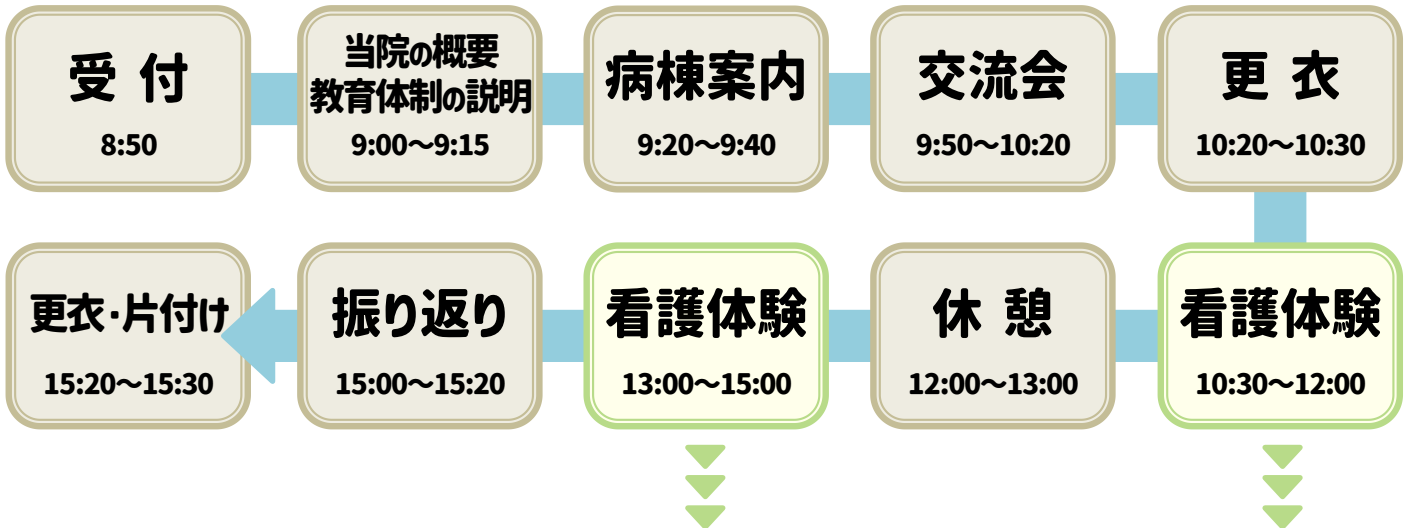 受付
8:50
当院の概要
教育体制の説明
9:00～9:15
病棟案内
9:20～9:40
交流会
9:50～10:20
更衣
10:20～10:30
看護体験
10:30～12:00
休憩
12:00～13:00
看護体験
13:00～15:00
振り返り
15:00～15:20
更衣・片付け
15:20～15:30